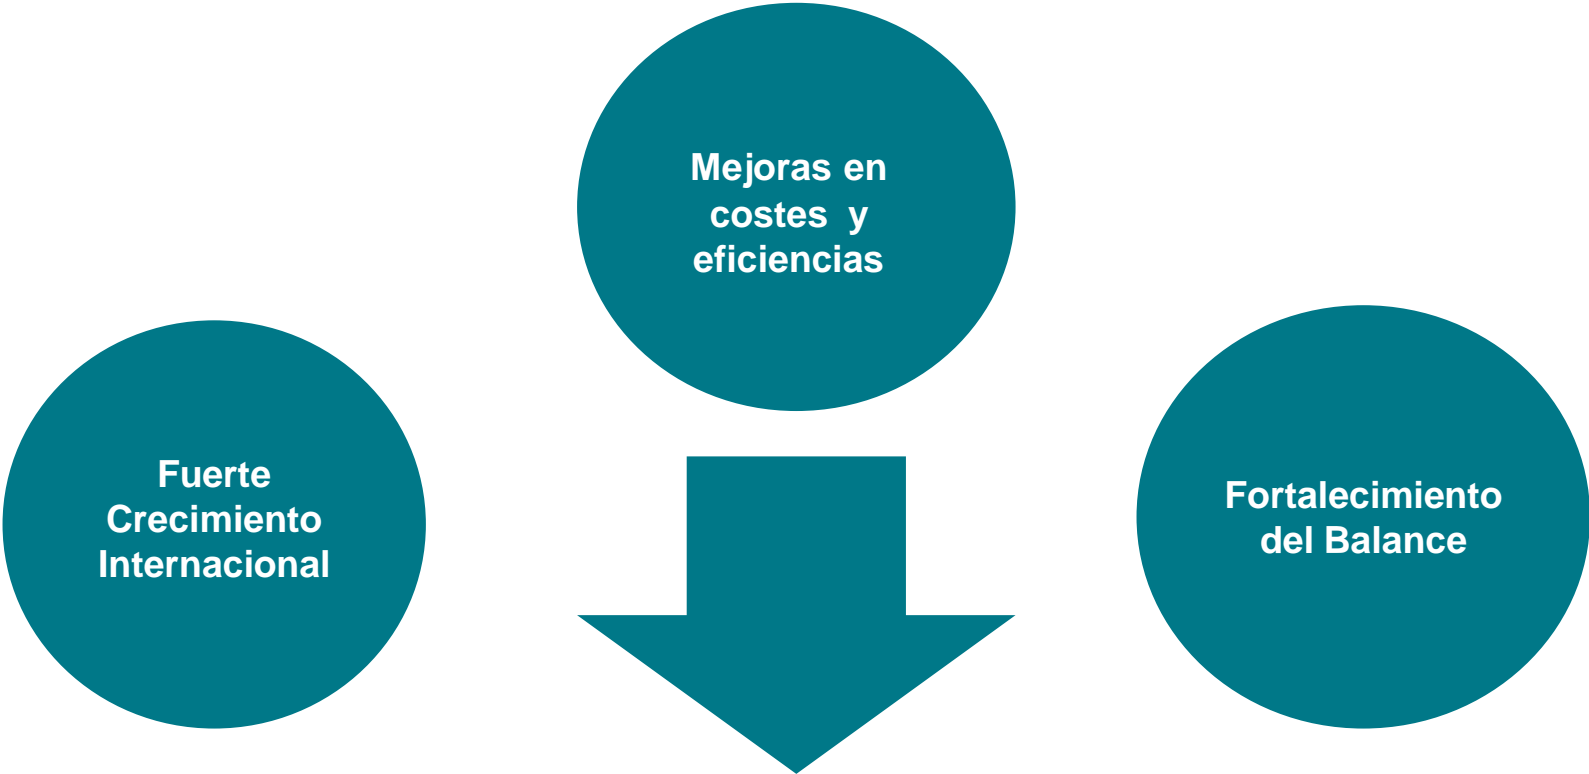 Mejoras en
costes y
eficiencias
Fuerte
Crecimiento
Internacional
Fortalecimiento
del Balance